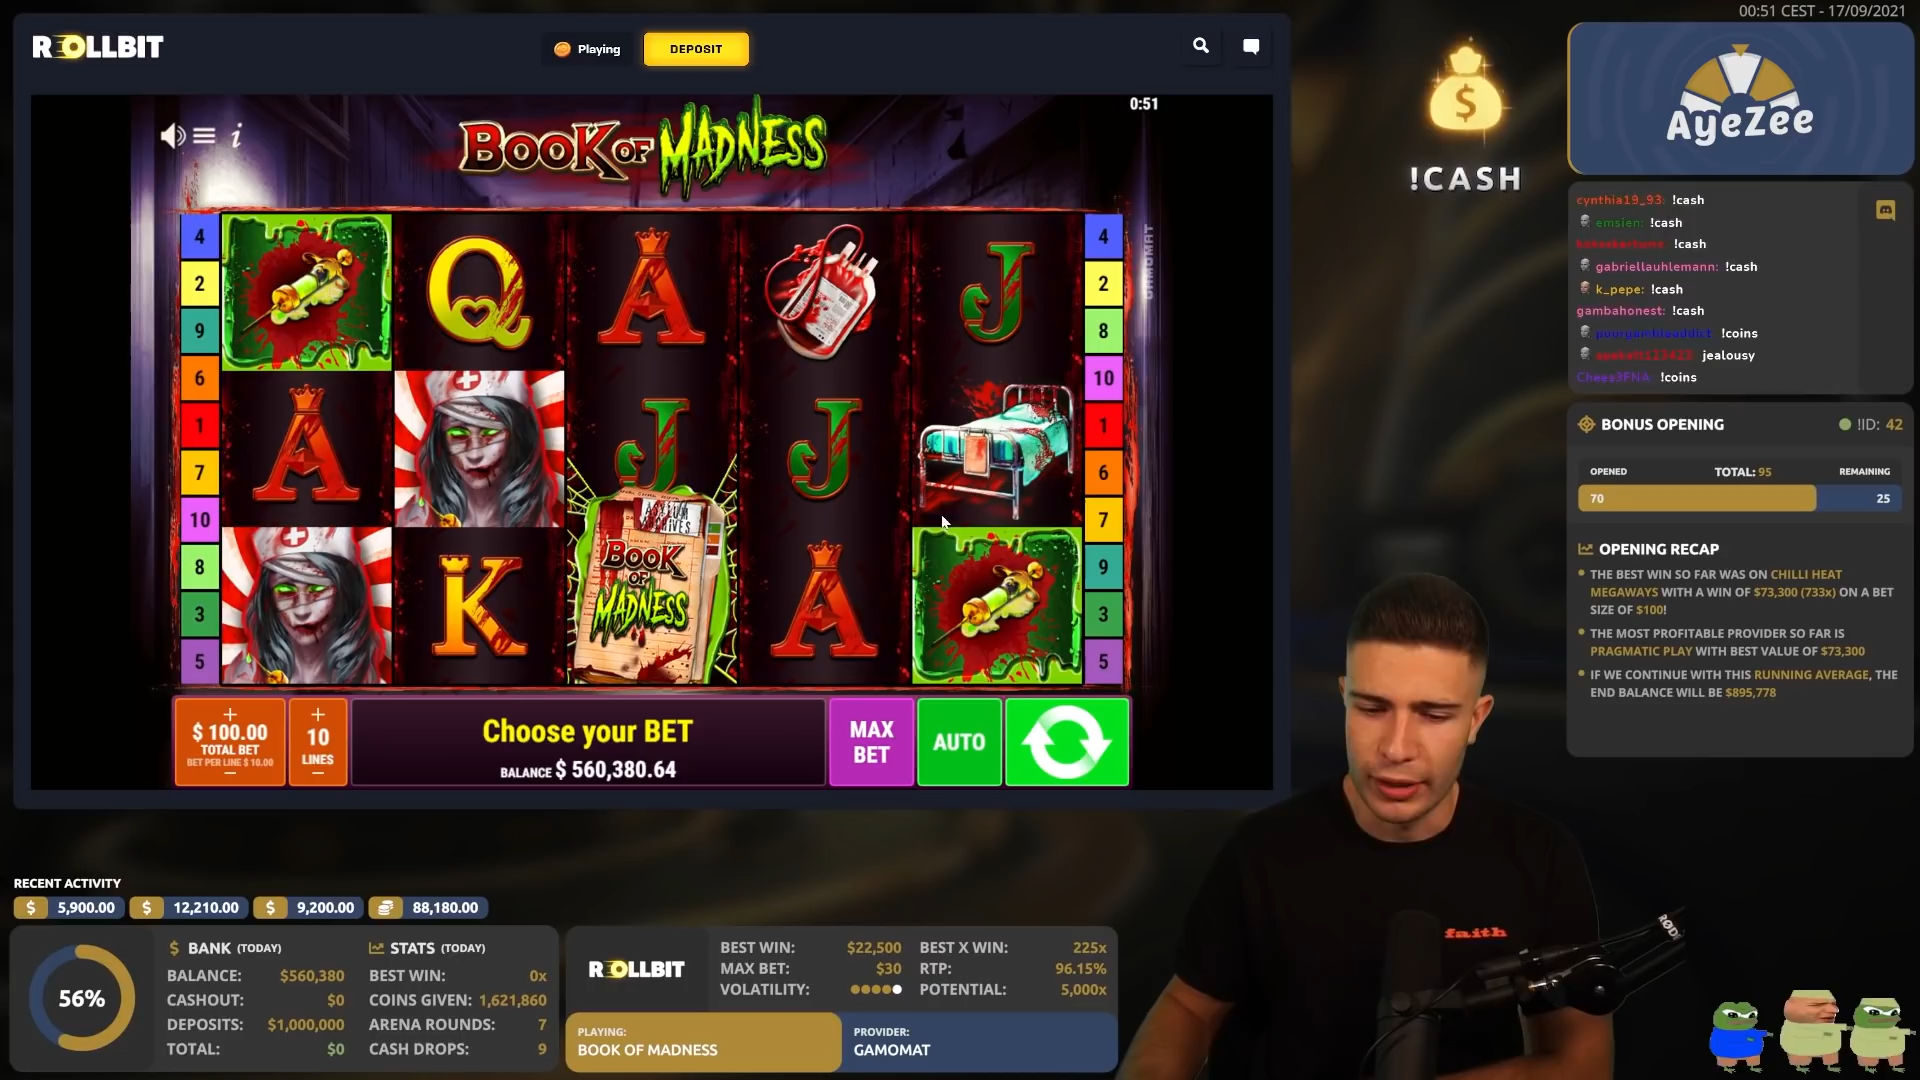 00:51 CEST - 17/09/2021
ROLLBIT
Playing
DEPOSIT
0:51
BOOK OF MADNESS
GAMOMAT
4
2
9
6
1
7
10
8
3
5
Q
A
J
A
J
J
K
A
ASYLUM
ARCHIVES
BOOK
OF
MADNESS
4
2
8
10
1
6
7
9
3
5
+
$ 100.00
TOTAL BET
BET PER LINE $ 10.00
−
+
10
LINES
−
Choose your BET
BALANCE $ 560,380.64
MAX
BET
AUTO
$
!CASH
AyeZee
cynthia19_93: !cash
emsien: !cash
!cash
gabriellauhlemann: !cash
k_pepe: !cash
gambahonest: !cash
!coins
jealousy
Chees3FNA: !coins
BONUS OPENING
!ID: 42
OPENED
TOTAL: 95
REMAINING
70
25
OPENING RECAP
THE BEST WIN SO FAR WAS ON CHILLI HEAT
MEGAWAYS WITH A WIN OF $73,300 (733x) ON A BET
SIZE OF $100!
THE MOST PROFITABLE PROVIDER SO FAR IS
PRAGMATIC PLAY WITH BEST VALUE OF $73,300
IF WE CONTINUE WITH THIS RUNNING AVERAGE, THE
END BALANCE WILL BE $895,778
faith
RØDE
RECENT ACTIVITY
$ 5,900.00
$ 12,210.00
$ 9,200.00
88,180.00
56%
$ BANK (TODAY)
BALANCE: $560,380
CASHOUT: $0
DEPOSITS: $1,000,000
TOTAL: $0
STATS (TODAY)
BEST WIN: 0x
COINS GIVEN: 1,621,860
ARENA ROUNDS: 7
CASH DROPS: 9
ROLLBIT
BEST WIN: $22,500
MAX BET: $30
VOLATILITY:
BEST X WIN: 225x
RTP: 96.15%
POTENTIAL: 5,000x
PLAYING:
BOOK OF MADNESS
PROVIDER:
GAMOMAT